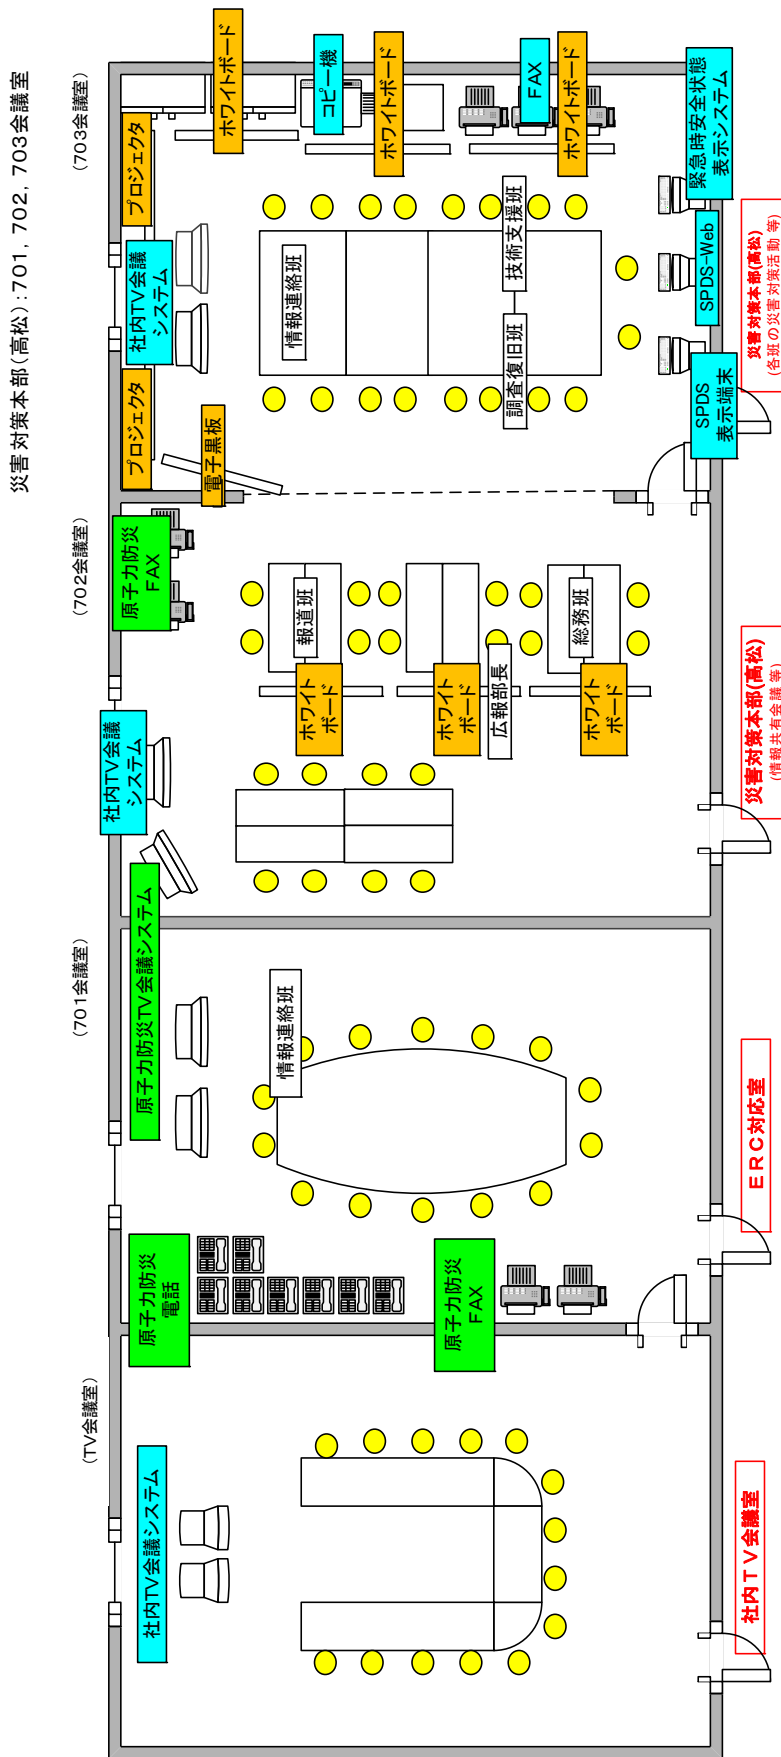 災害対策本部(高松):701, 702, 703会議室
(703会議室)
ホワイトボード
コピー機
ホワイトボード
FAX
ホワイトボード
緊急時安全状態
表示システム
プロジェクタ
社内TV会議
システム
プロジェクタ
情報連絡班
技術支援班
調査復旧班
SPDS-Web
SPDS
表示端末
電子黒板
災害対策本部(高松)
(各班の災害対策活動 等)
(702会議室)
原子力防災
FAX
報道班
総務班
ホワイト
ボード
ホワイト
ボード
広報部長
ホワイト
ボード
社内TV会議
システム
災害対策本部(高松)
(情報共有会議 等)
(701会議室)
原子力防災TV会議システム
情報連絡班
原子力防災
電話
原子力防災
FAX
ERC対応室
(TV会議室)
社内TV会議システム
社内TV会議室